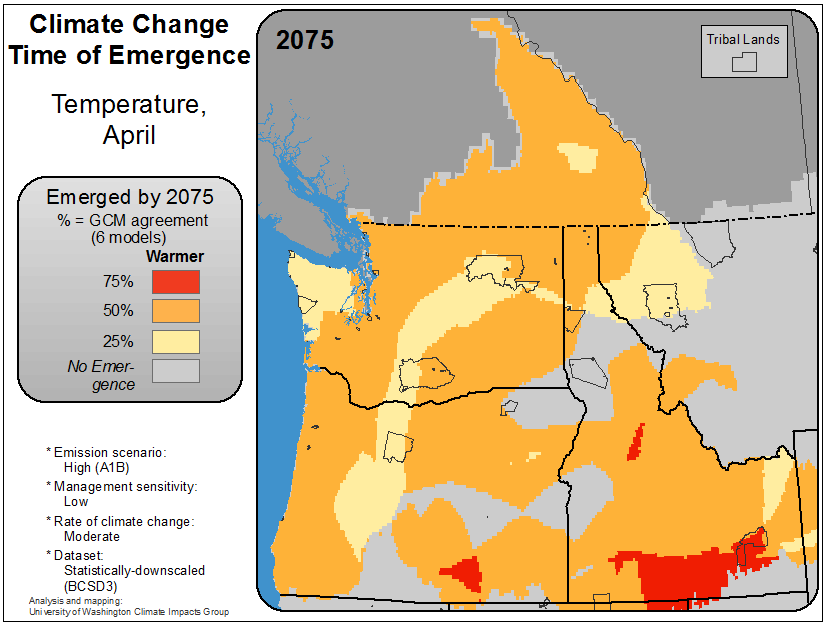 Climate Change
Time of Emergence
Temperature,
April
Emerged by 2075
% = GCM agreement
(6 models)
Warmer
75%
50%
25%
No Emer-
gence
* Emission scenario:
High (A1B)
* Management sensitivity:
Low
* Rate of climate change:
Moderate
* Dataset:
Statistically-downscaled
(BCSD3)
Analysis and mapping:
University of Washington Climate Impacts Group
2075
Tribal Lands